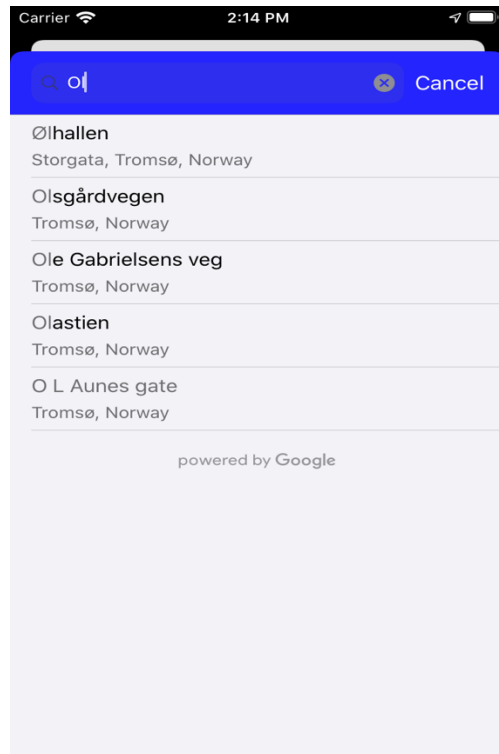 Carrier 2:14 PM
Ol Cancel
Ølhallen
Storgata, Tromsø, Norway
Olsgårdvegen
Tromsø, Norway
Ole Gabrielsens veg
Tromsø, Norway
Olastien
Tromsø, Norway
O L Aunes gate
Tromsø, Norway
powered by Google